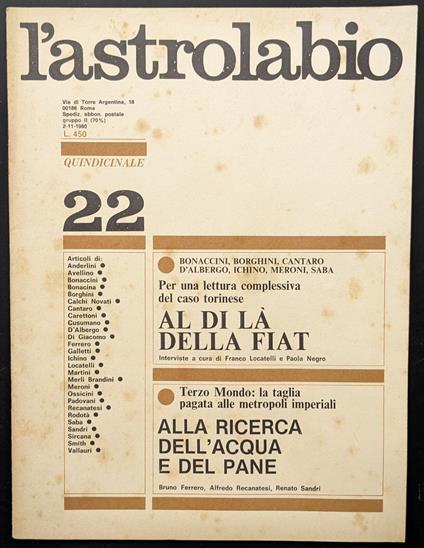 l'astrolabio
Via di Torre Argentina, 18
00186 Roma
Spediz. abbon. postale
gruppo II (70%)
2-11-1980
L. 450
QUINDICINALE
22
Articoli di:
Anderlini
Avellino
Bonaccini
Bonacina
Borghini
Calchi Novati
Cantaro
Carettoni
Cusumano
D'Albergo
Di Giacomo
Ferrero
Galletti
Ichino
Locatelli
Martini
Merli Brandini
Meroni
Ossicini
Padovani
Recanatesi
Rodotà
Saba
Sandri
Sircana
Smith
Vallauri
BONACCINI, BORGHINI, CANTARO
D'ALBERGO, ICHINO, MERONI, SABA
Per una lettura complessiva
del caso torinese
AL DI LÀ
DELLA FIAT
Interviste a cura di Franco Locatelli e Paola Negro
Terzo Mondo: la taglia
pagata alle metropoli imperiali
ALLA RICERCA
DELL'ACQUA
E DEL PANE
Bruno Ferrero, Alfredo Recanatesi, Renato Sandri